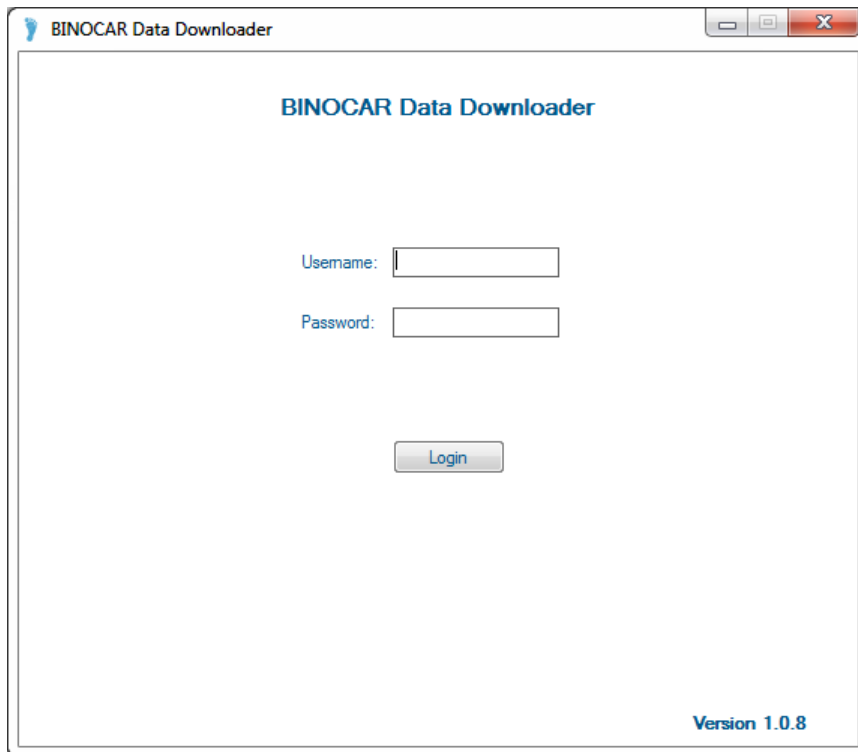 BINOCAR Data Downloader
BINOCAR Data Downloader
Username:
Password:
Login
Version 1.0.8